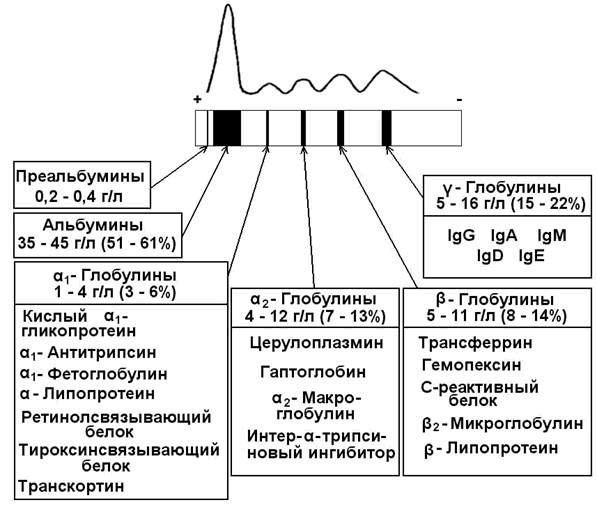 +
-
Преальбумины
0,2 - 0,4 г/л
Альбумины
35 - 45 г/л (51 - 61%)
α₁- Глобулины
1 - 4 г/л (3 - 6%)
Кислый α₁-
гликопротеин
α₁- Антитрипсин
α₁- Фетоглобулин
α - Липопротеин
Ретинолсвязывающий
белок
Тироксинсвязывающий
белок
Транскортин
α₂- Глобулины
4 - 12 г/л (7 - 13%)
Церулоплазмин
Гаптоглобин
α₂ - Макро-
глобулин
Интер-α-трипси-
новый ингибитор
β- Глобулины
5 - 11 г/л (8 - 14%)
Трансферрин
Гемопексин
С-реактивный
белок
β₂- Микроглобулин
β- Липопротеин
γ - Глобулины
5 - 16 г/л (15 - 22%)
IgG IgA IgM
IgD IgE